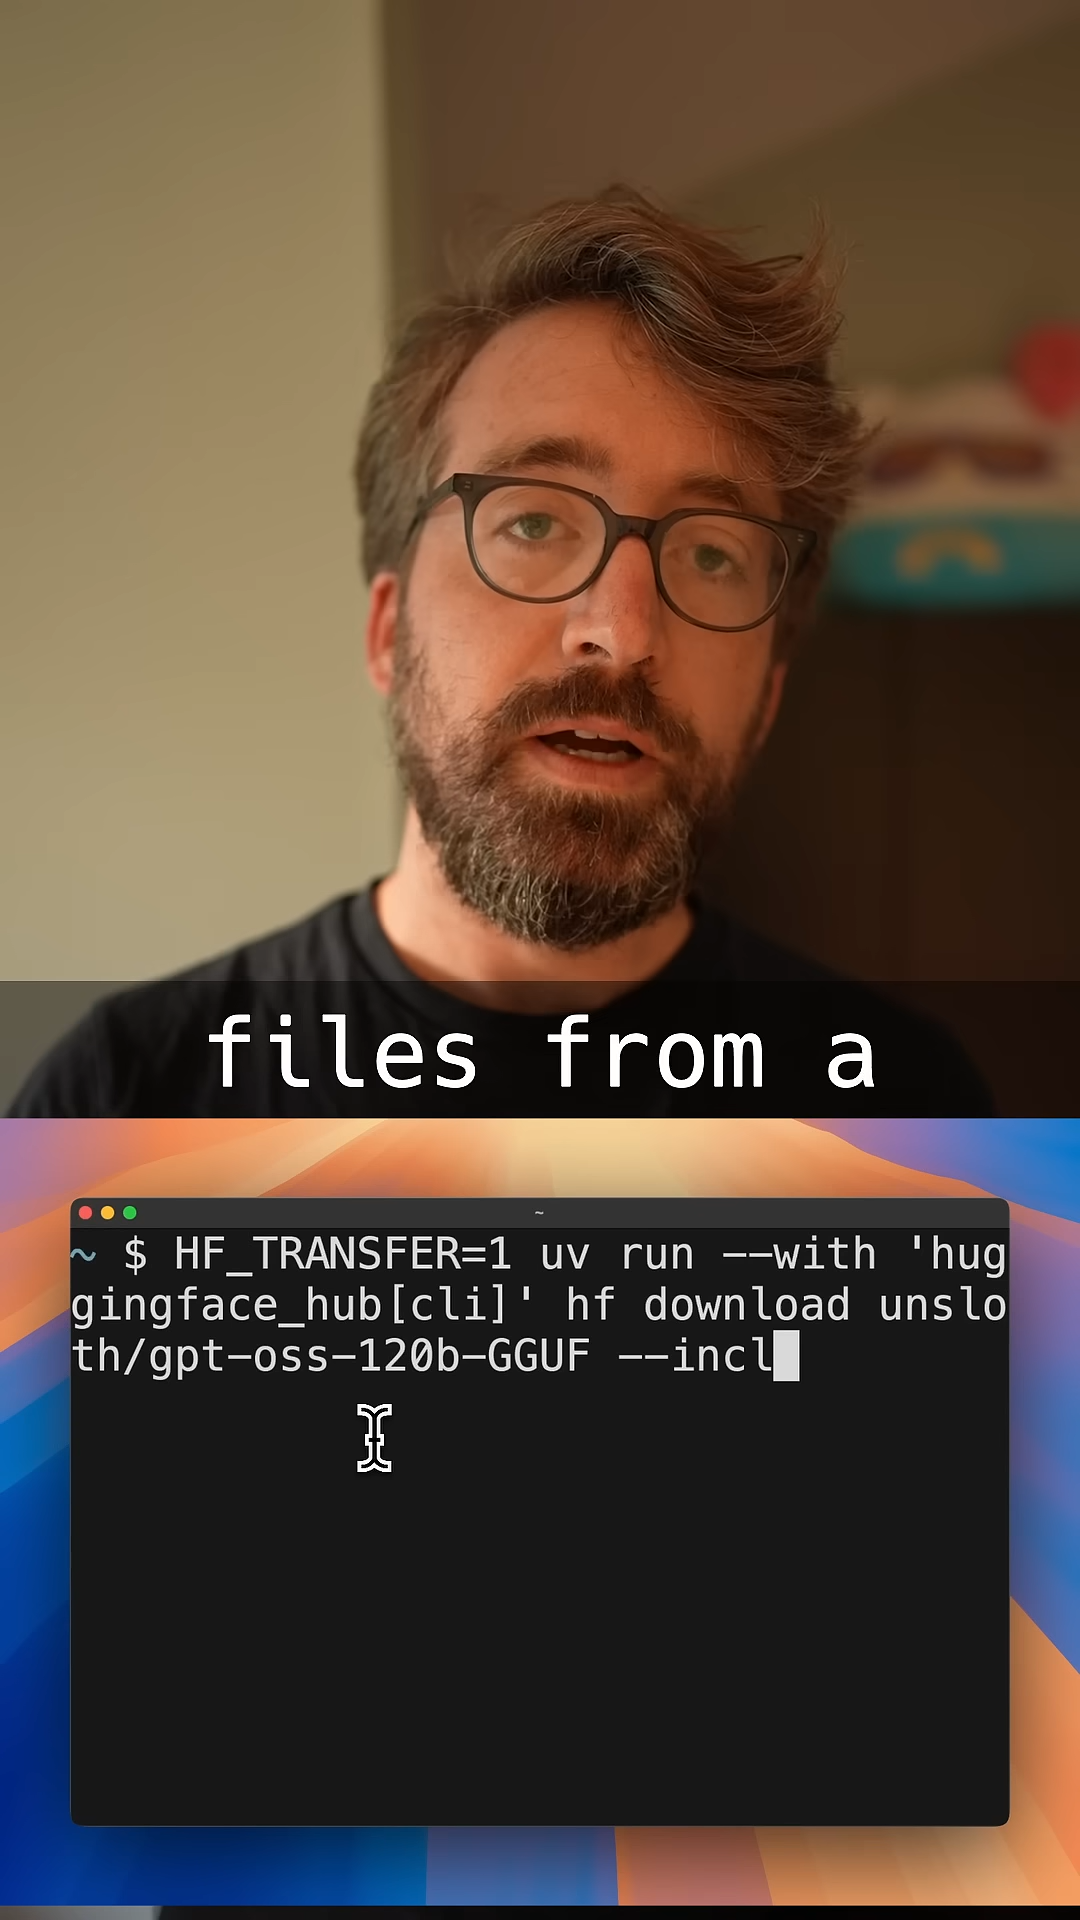 files from a
~
~ $ HF_TRANSFER=1 uv run --with 'hug
gingface_hub[cli]' hf download unslo
th/gpt-oss-120b-GGUF --incl